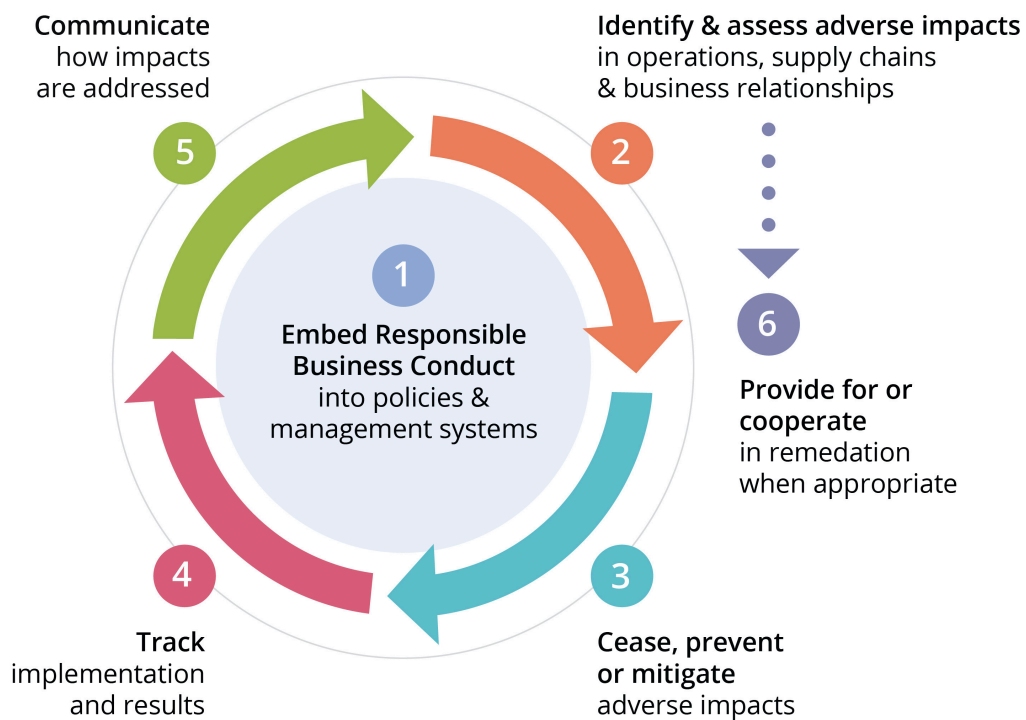 Communicate
how impacts
are addressed
5
Identify & assess adverse impacts
in operations, supply chains
& business relationships
2
1
Embed Responsible
Business Conduct
into policies &
management systems
6
Provide for or
cooperate
in remedation
when appropriate
4
Track
implementation
and results
3
Cease, prevent
or mitigate
adverse impacts